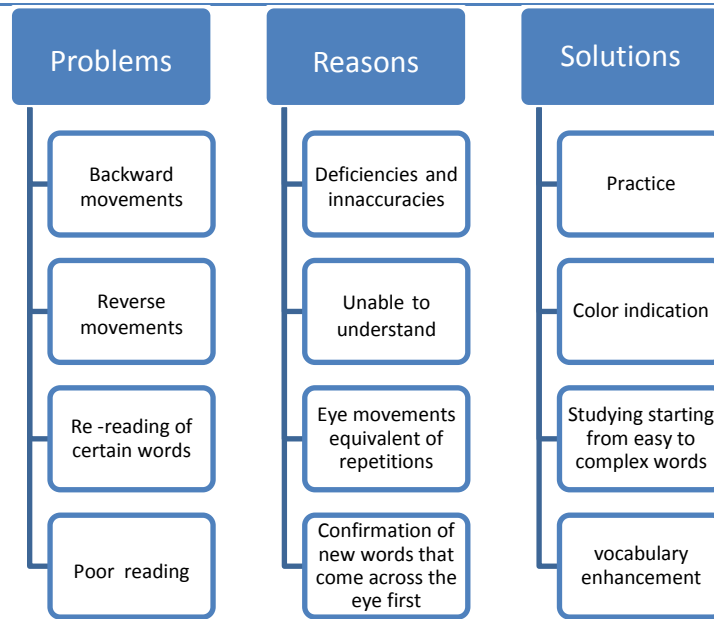 Problems
Backward
movements
Reverse
movements
Re -reading of
certain words
Poor reading
Reasons
Deficiencies and
innaccuracies
Unable to
understand
Eye movements
equivalent of
repetitions
Confirmation of
new words that
come across the
eye first
Solutions
Practice
Color indication
Studying starting
from easy to
complex words
vocabulary
enhancement